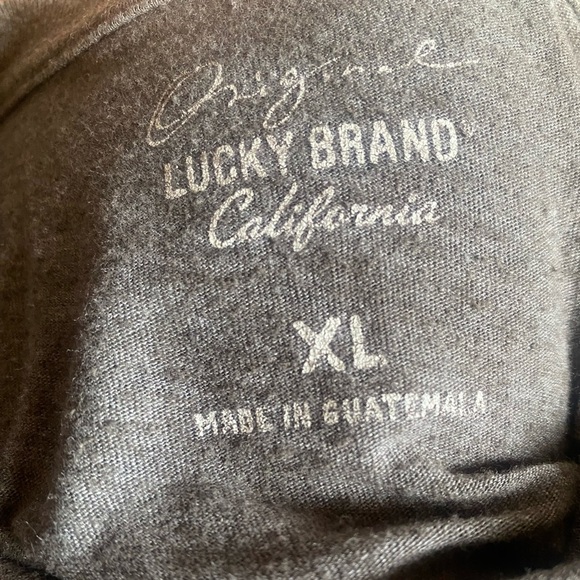 Original
LUCKY BRAND®
California
XL
MADE IN GUATEMALA